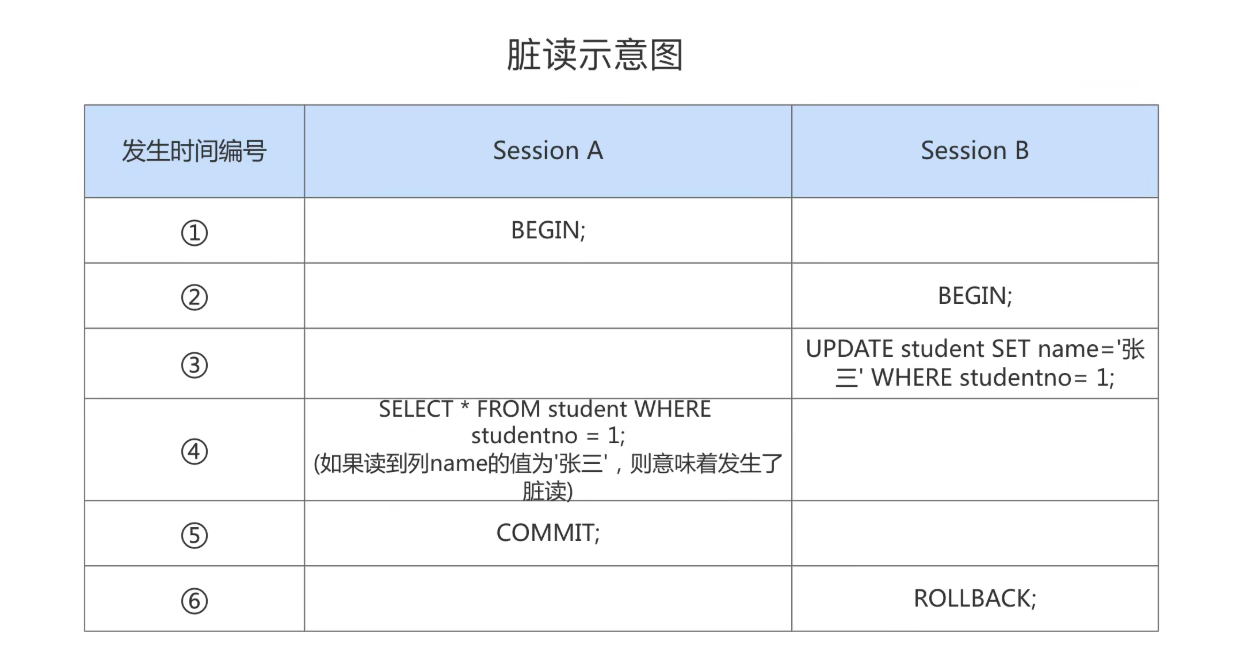 脏读示意图
发生时间编号 Session A Session B
① BEGIN;
② BEGIN;
③ UPDATE student SET name='张
三' WHERE studentno= 1;
④ SELECT * FROM student WHERE
studentno = 1;
(如果读到列name的值为'张三'，则意味着发生了
脏读)
⑤ COMMIT;
⑥ ROLLBACK;